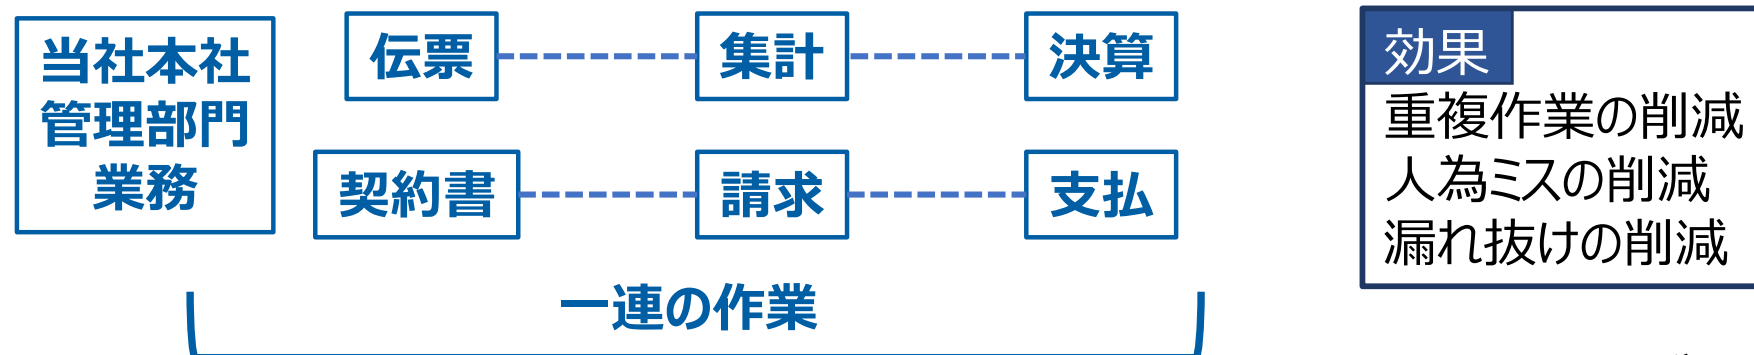 当社本社
管理部門
業務
伝票
集計
決算
契約書
請求
支払
一連の作業
効果
重複作業の削減
人為ミスの削減
漏れ抜けの削減